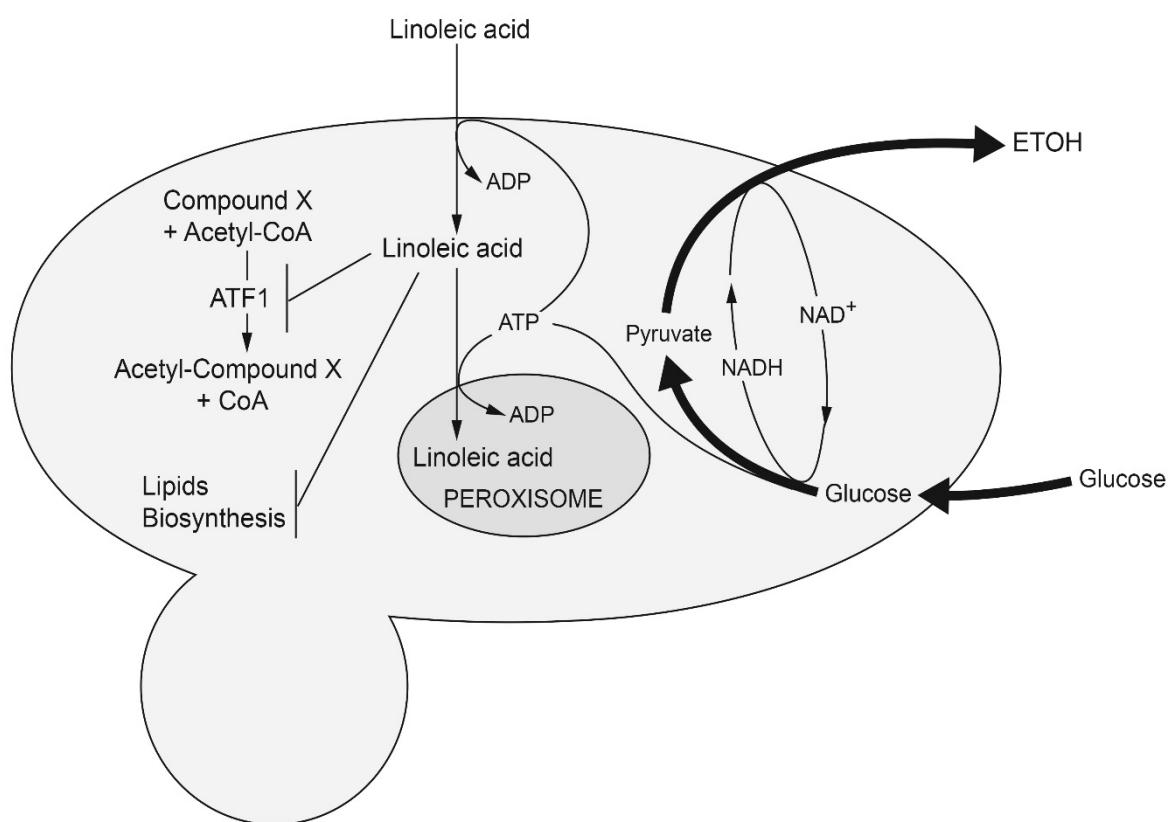 Linoleic acid
ETOH
ADP
Compound X
+ Acetyl-CoA
Linoleic acid
ATF1
ATP
NAD+
Pyruvate
NADH
Acetyl-Compound X
+ CoA
ADP
Linoleic acid
PEROXISOME
Glucose
Glucose
Lipids
Biosynthesis